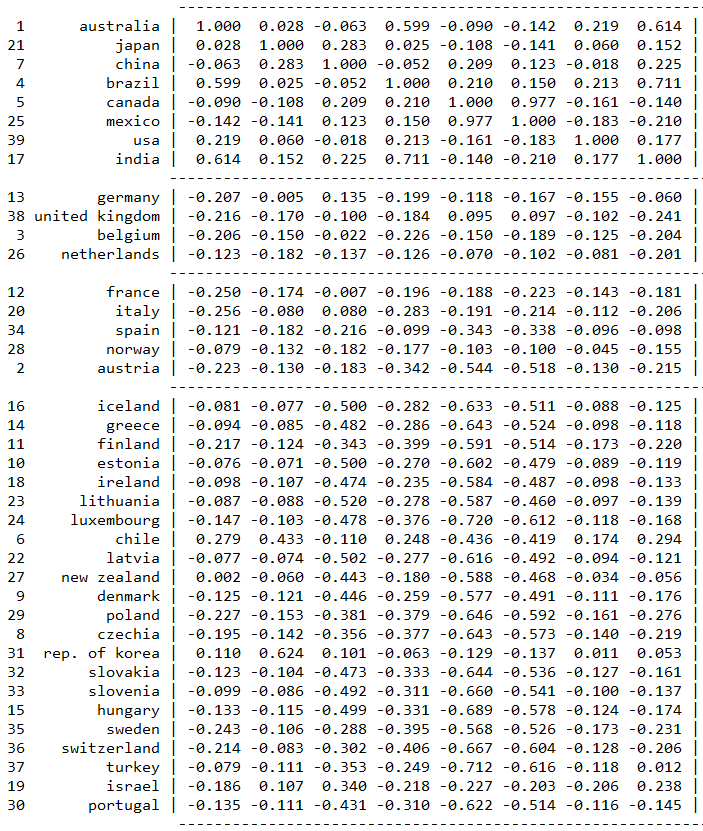 ------------------------------------------------------------------
1 australia | 1.000 0.028 -0.063 0.599 -0.090 -0.142 0.219 0.614 |
21 japan | 0.028 1.000 0.283 0.025 -0.108 -0.141 0.060 0.152 |
7 china | -0.063 0.283 1.000 -0.052 0.209 0.123 -0.018 0.225 |
4 brazil | 0.599 0.025 -0.052 1.000 0.210 0.150 0.213 0.711 |
5 canada | -0.090 -0.108 0.209 0.210 1.000 0.977 -0.161 -0.140 |
25 mexico | -0.142 -0.141 0.123 0.150 0.977 1.000 -0.183 -0.210 |
39 usa | 0.219 0.060 -0.018 0.213 -0.161 -0.183 1.000 0.177 |
17 india | 0.614 0.152 0.225 0.711 -0.140 -0.210 0.177 1.000 |
------------------------------------------------------------------
13 germany | -0.207 -0.005 0.135 -0.199 -0.118 -0.167 -0.155 -0.060 |
38 united kingdom | -0.216 -0.170 -0.100 -0.184 0.095 0.097 -0.102 -0.241 |
3 belgium | -0.206 -0.150 -0.022 -0.226 -0.150 -0.189 -0.125 -0.204 |
26 netherlands | -0.123 -0.182 -0.137 -0.126 -0.070 -0.102 -0.081 -0.201 |
------------------------------------------------------------------
12 france | -0.250 -0.174 -0.007 -0.196 -0.188 -0.223 -0.143 -0.181 |
20 italy | -0.256 -0.080 0.080 -0.283 -0.191 -0.214 -0.112 -0.206 |
34 spain | -0.121 -0.182 -0.216 -0.099 -0.343 -0.338 -0.096 -0.098 |
28 norway | -0.079 -0.132 -0.182 -0.177 -0.103 -0.100 -0.045 -0.155 |
2 austria | -0.223 -0.130 -0.183 -0.342 -0.544 -0.518 -0.130 -0.215 |
------------------------------------------------------------------
16 iceland | -0.081 -0.077 -0.500 -0.282 -0.633 -0.511 -0.088 -0.125 |
14 greece | -0.094 -0.085 -0.482 -0.286 -0.643 -0.524 -0.098 -0.118 |
11 finland | -0.217 -0.124 -0.343 -0.399 -0.591 -0.514 -0.173 -0.220 |
10 estonia | -0.076 -0.071 -0.500 -0.270 -0.602 -0.479 -0.089 -0.119 |
18 ireland | -0.098 -0.107 -0.474 -0.235 -0.584 -0.487 -0.098 -0.133 |
23 lithuania | -0.087 -0.088 -0.520 -0.278 -0.587 -0.460 -0.097 -0.139 |
24 luxembourg | -0.147 -0.103 -0.478 -0.376 -0.720 -0.612 -0.118 -0.168 |
6 chile | 0.279 0.433 -0.110 0.248 -0.436 -0.419 0.174 0.294 |
22 latvia | -0.077 -0.074 -0.502 -0.277 -0.616 -0.492 -0.094 -0.121 |
27 new zealand | 0.002 -0.060 -0.443 -0.180 -0.588 -0.468 -0.034 -0.056 |
9 denmark | -0.125 -0.121 -0.446 -0.259 -0.577 -0.491 -0.111 -0.176 |
29 poland | -0.227 -0.153 -0.381 -0.379 -0.646 -0.592 -0.161 -0.276 |
8 czechia | -0.195 -0.142 -0.356 -0.377 -0.643 -0.573 -0.140 -0.219 |
31 rep. of korea | 0.110 0.624 0.101 -0.063 -0.129 -0.137 0.011 0.053 |
32 slovakia | -0.123 -0.104 -0.473 -0.333 -0.644 -0.536 -0.127 -0.161 |
33 slovenia | -0.099 -0.086 -0.492 -0.311 -0.660 -0.541 -0.100 -0.137 |
15 hungary | -0.133 -0.115 -0.499 -0.331 -0.689 -0.578 -0.124 -0.174 |
35 sweden | -0.243 -0.106 -0.288 -0.395 -0.568 -0.526 -0.173 -0.231 |
36 switzerland | -0.214 -0.083 -0.302 -0.406 -0.667 -0.604 -0.128 -0.206 |
37 turkey | -0.079 -0.111 -0.353 -0.249 -0.712 -0.616 -0.118 0.012 |
19 israel | -0.186 0.107 0.340 -0.218 -0.227 -0.203 -0.206 0.238 |
30 portugal | -0.135 -0.111 -0.431 -0.310 -0.622 -0.514 -0.116 -0.145 |
------------------------------------------------------------------